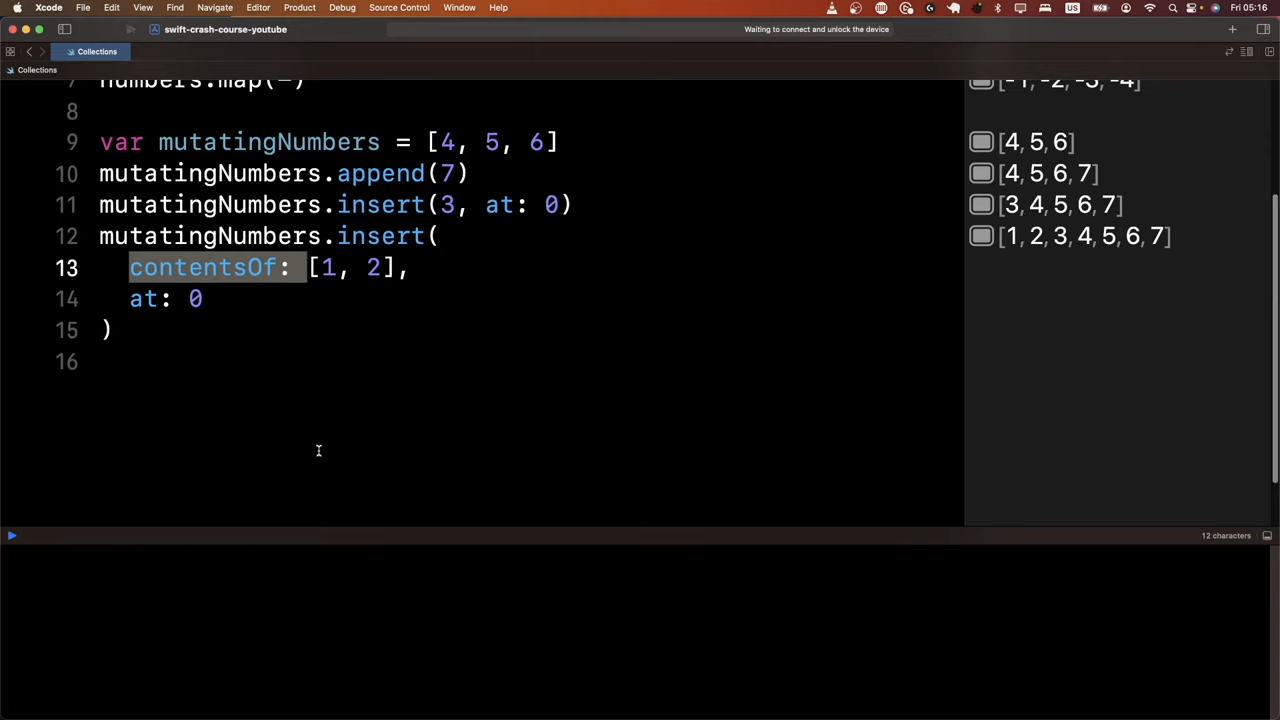 Xcode File Edit View Find Navigate Editor Product Debug Source Control Window Help US Fri 05:16
swift-crash-course-youtube Waiting to connect and unlock the device
Collections
Collections
7 numbers.map(-) [-1, -2, -3, -4]
8
9 var mutatingNumbers = [4, 5, 6] [4, 5, 6]
10 mutatingNumbers.append(7) [4, 5, 6, 7]
11 mutatingNumbers.insert(3, at: 0) [3, 4, 5, 6, 7]
12 mutatingNumbers.insert( [1, 2, 3, 4, 5, 6, 7]
13 contentsOf: [1, 2],
14 at: 0
15 )
16
12 characters